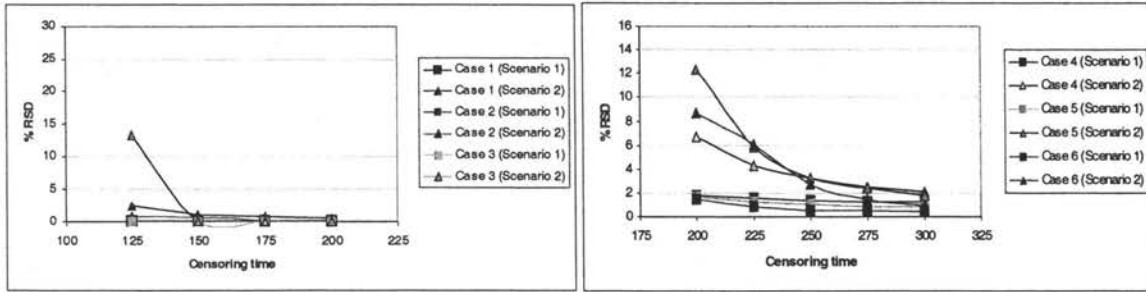 30
25
20
15
10
5
0
% RSD
100
125
150
175
200
225
Censoring time
Case 1 (Scenario 1)
Case 1 (Scenario 2)
Case 2 (Scenario 1)
Case 2 (Scenario 2)
Case 3 (Scenario 1)
Case 3 (Scenario 2)
16
14
12
10
8
6
4
2
0
% RSD
175
200
225
250
275
300
325
Censoring time
Case 4 (Scenario 1)
Case 4 (Scenario 2)
Case 5 (Scenario 1)
Case 5 (Scenario 2)
Case 6 (Scenario 1)
Case 6 (Scenario 2)